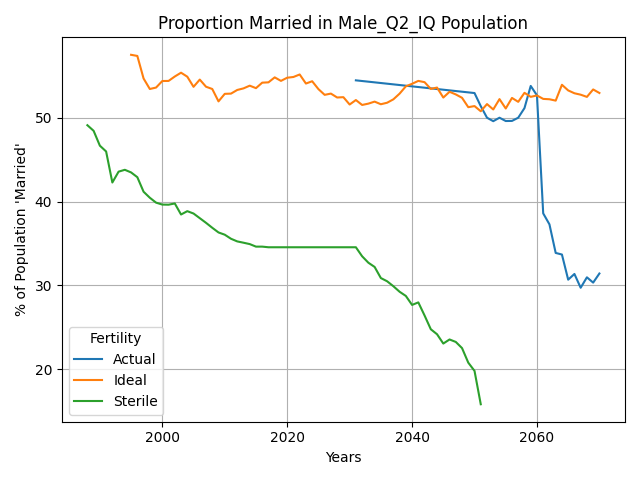 Proportion Married in Male_Q2_IQ Population
% of Population 'Married'
50
40
30
20
Fertility
Actual
Ideal
Sterile
2000
2020
2040
2060
Years